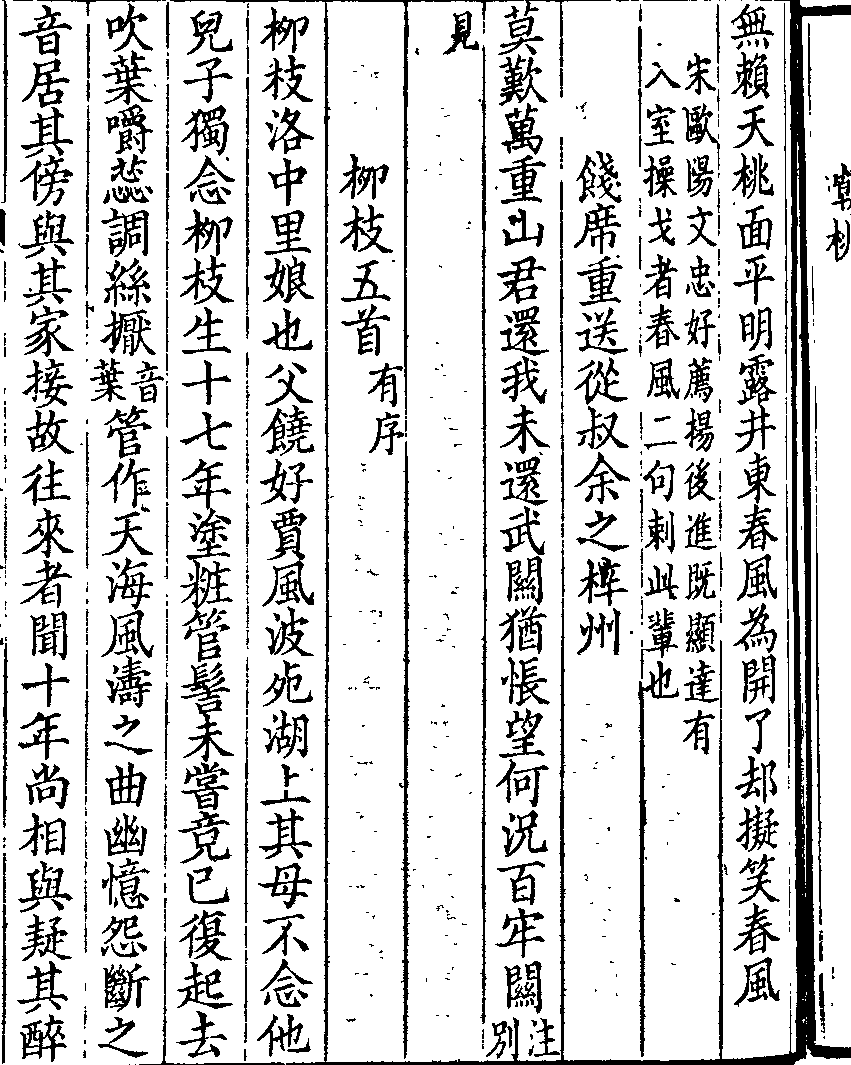 嘲桃
無賴夭桃面平明露井東春風為開了却擬笑春風
宋歐陽文忠好薦楊後進既顯達有
入室操戈者春風二句刺此輩也
餞席重送從叔余之梓州
莫歎萬重山君還我未還武關猶悵望何況百牢關注別
見
柳枝五首有序
柳枝洛中里娘也父饒好賈風波死湖上其母不念他
兒子獨念柳枝生十七年塗粧管髻未嘗竟已復起去
吹葉嚼蕊調絲擫音葉管作天海風濤之曲幽憶怨斷之
音居其傍與其家接故往來者聞十年尚相與疑其醉